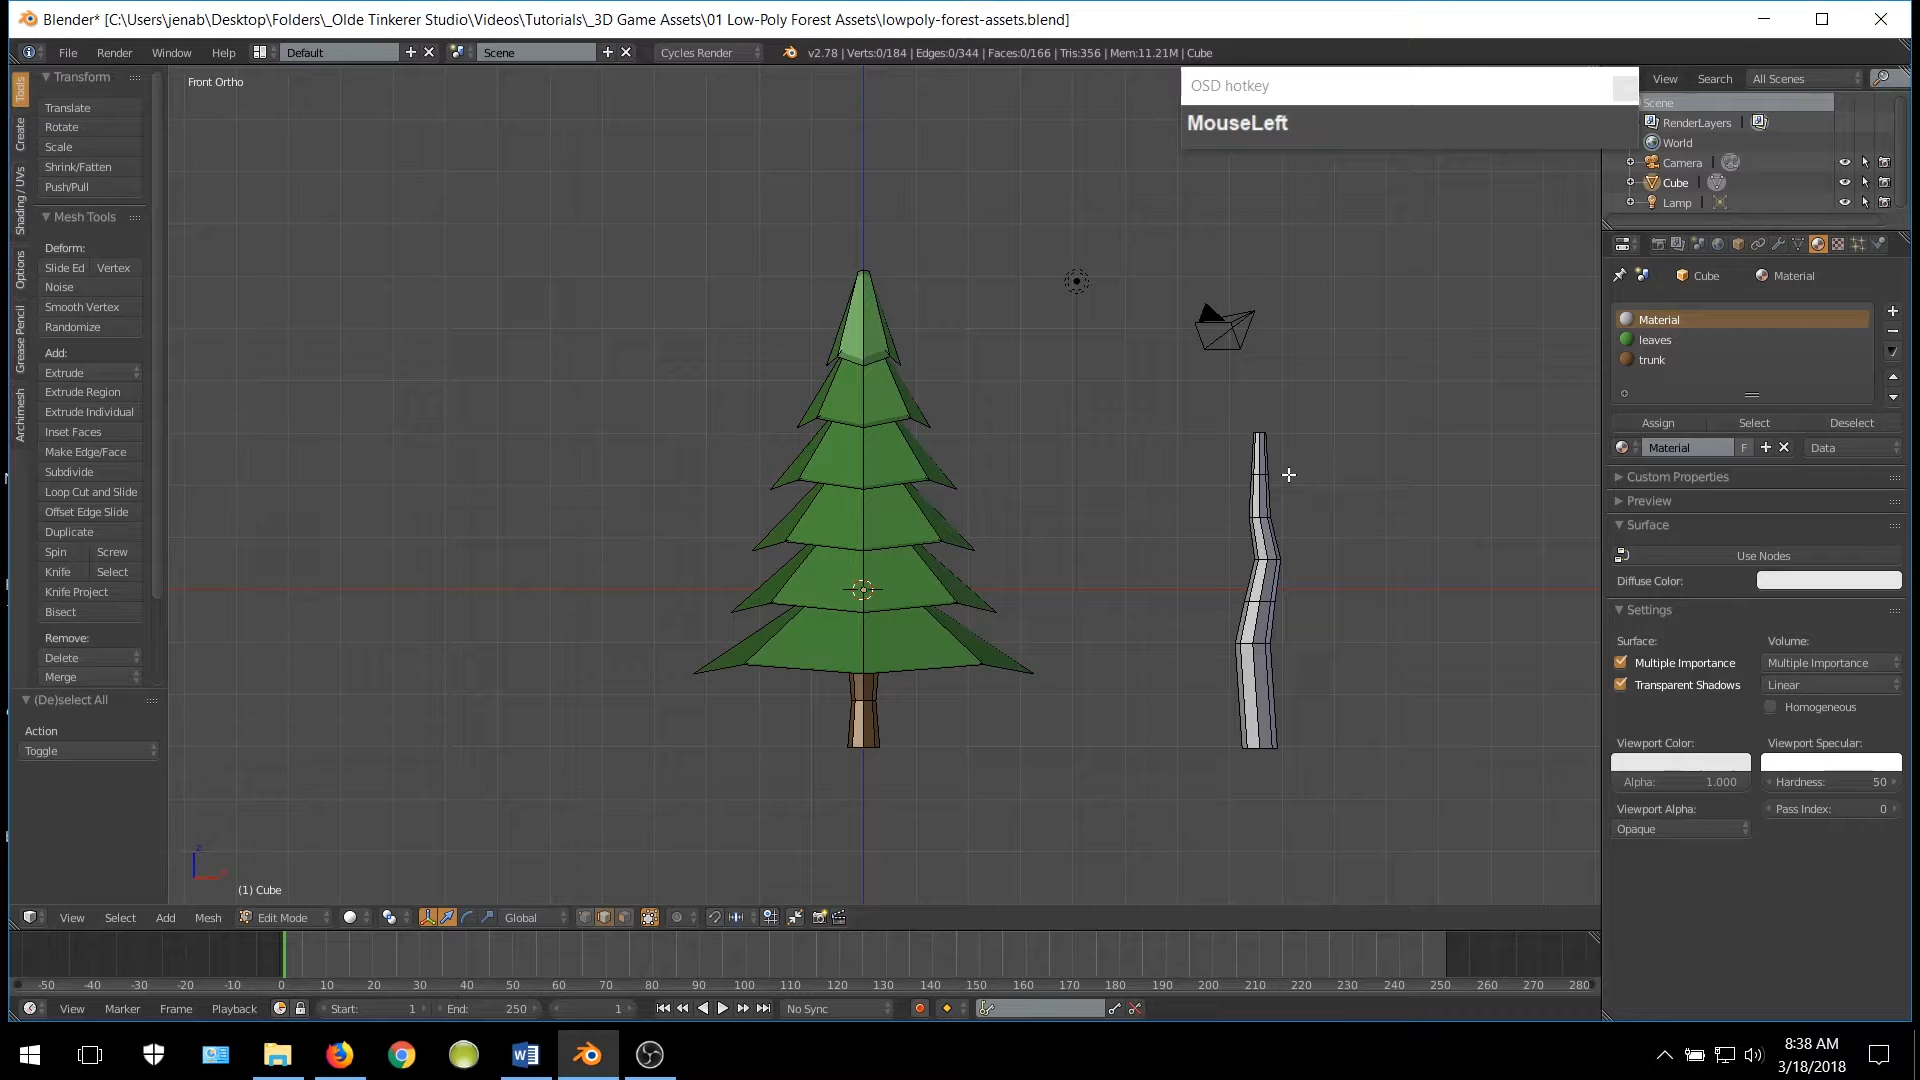 Blender* [C:\Users\jenab\Desktop\Folders\_Olde Tinkerer Studio\Videos\Tutorials\_3D Game Assets\01 Low-Poly Forest Assets\lowpoly-forest-assets.blend]
File Render Window Help Default Scene Cycles Render v2.78 | Verts:0/184 | Edges:0/344 | Faces:0/166 | Tris:356 | Mem:11.21M | Cube
Tools
Create
Shading / UVs
Options
Grease Pencil
Archimesh
Transform
Translate
Rotate
Scale
Shrink/Fatten
Push/Pull
Mesh Tools
Deform:
Slide Ed Vertex
Noise
Smooth Vertex
Randomize
Add:
Extrude
Extrude Region
Extrude Individual
Inset Faces
Make Edge/Face
Subdivide
Loop Cut and Slide
Offset Edge Slide
Duplicate
Spin Screw
Knife Select
Knife Project
Bisect
Remove:
Delete
Merge
(De)select All
Action
Toggle
Front Ortho
OSD hotkey
MouseLeft
z
(1) Cube
View Search All Scenes
Scene
RenderLayers
World
Camera
Cube
Lamp
Cube Material
Material
leaves
trunk
Assign Select Deselect
Material F Data
Custom Properties
Preview
Surface
Use Nodes
Diffuse Color:
Settings
Surface: Volume:
Multiple Importance Multiple Importance
Transparent Shadows Linear
Homogeneous
Viewport Color: Viewport Specular:
Alpha: 1.000 Hardness: 50
Viewport Alpha: Pass Index: 0
Opaque
View Select Add Mesh Edit Mode Global
-50 -40 -30 -20 -10 0 10 20 30 40 50 60 70 80 90 100 110 120 130 140 150 160 170 180 190 200 210 220 230 240 250 260 270 280
View Marker Frame Playback Start: 1 End: 250 1 No Sync
8:38 AM
3/18/2018